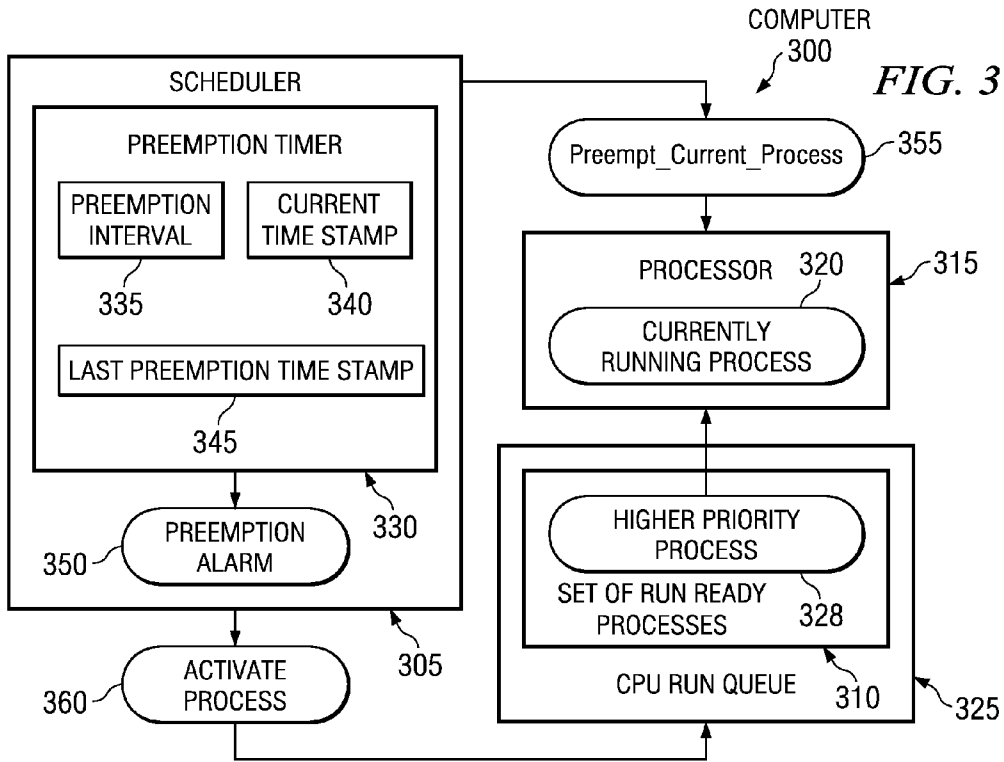 COMPUTER
300
FIG. 3
SCHEDULER
PREEMPTION TIMER
PREEMPTION
INTERVAL
335
CURRENT
TIME STAMP
340
LAST PREEMPTION TIME STAMP
345
330
PREEMPTION
ALARM
350
305
ACTIVATE
PROCESS
360
Preempt_Current_Process
355
PROCESSOR
315
320
CURRENTLY
RUNNING PROCESS
HIGHER PRIORITY
PROCESS
328
SET OF RUN READY
PROCESSES
310
CPU RUN QUEUE
325